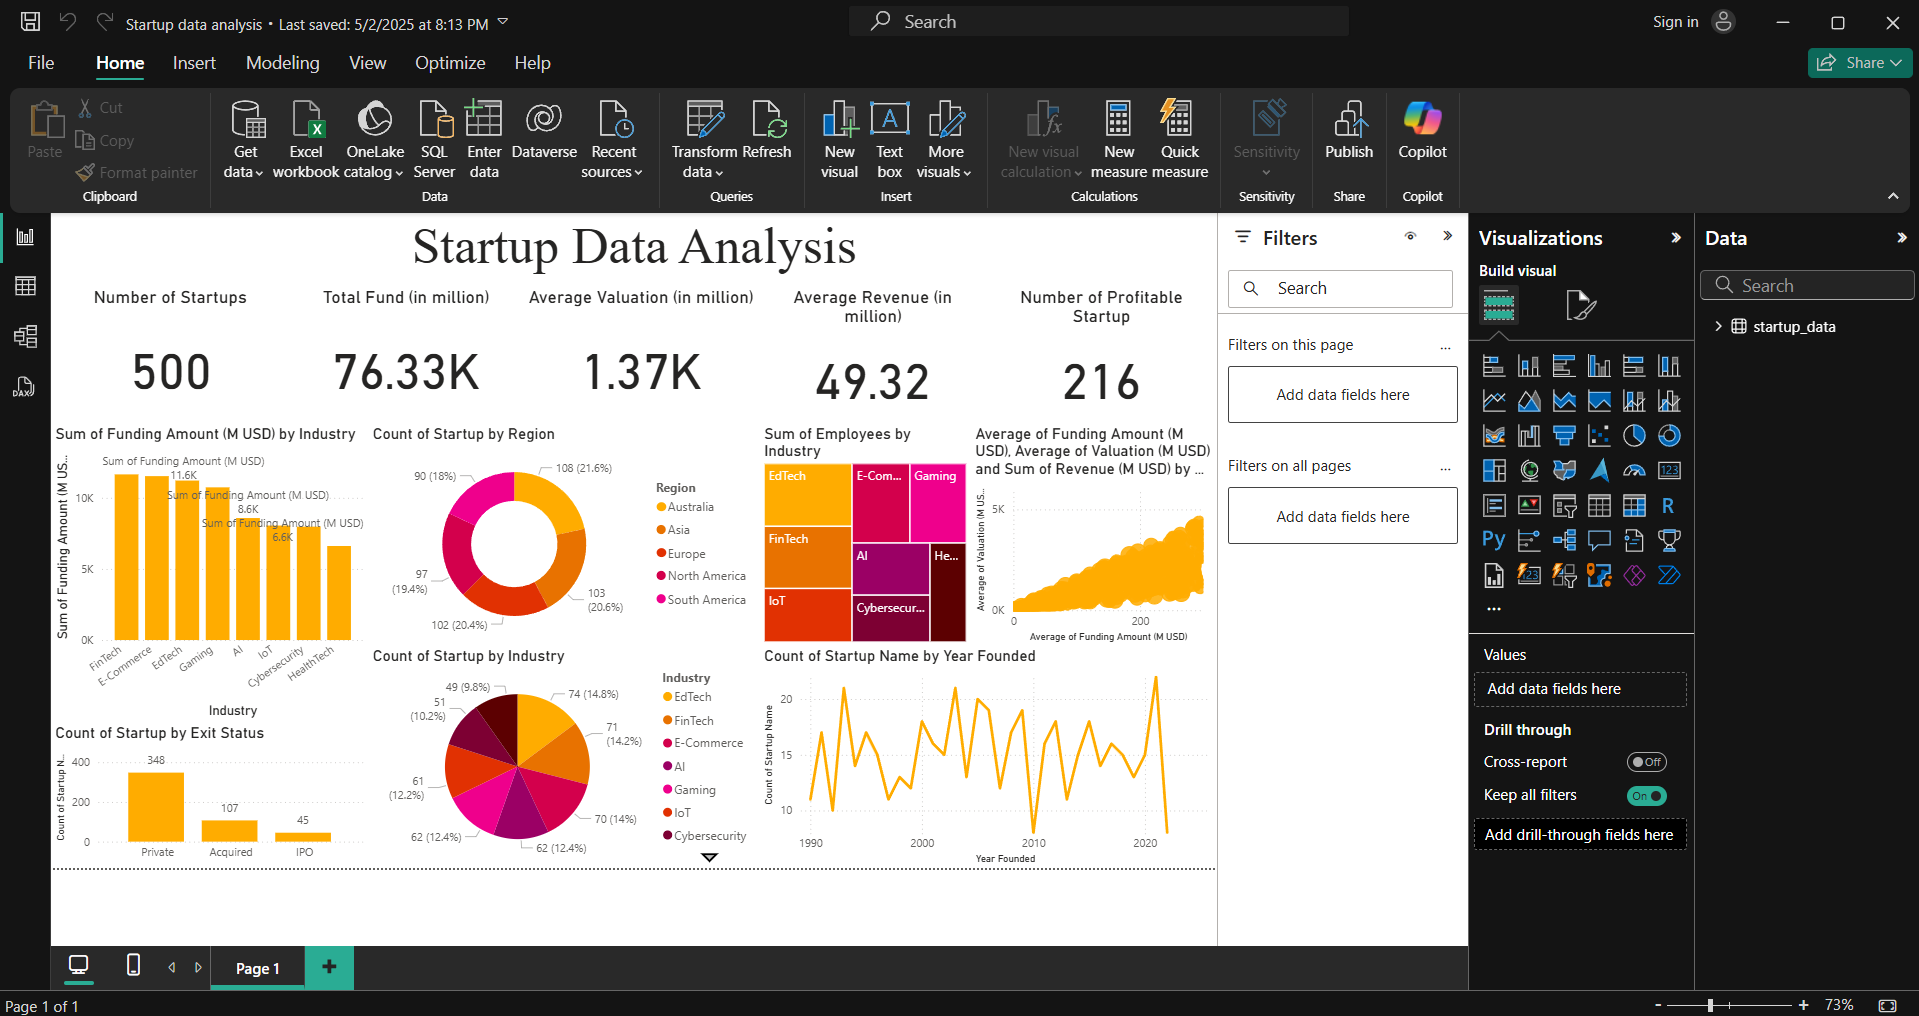 Startup data analysis • Last saved: 5/2/2025 at 8:13 PM
Search
Sign in
File
Home
Insert
Modeling
View
Optimize
Help
Share
Paste
Cut
Copy
Format painter
Clipboard
Get data
Excel workbook
OneLake catalog
SQL Server
Enter data
Dataverse
Recent sources
Data
Transform data
Refresh
Queries
New visual
Text box
More visuals
Insert
New visual calculation
New measure
Quick measure
Calculations
Sensitivity
Sensitivity
Publish
Share
Copilot
Copilot
Startup Data Analysis
Number of Startups
500
Total Fund (in million)
76.33K
Average Valuation (in million)
1.37K
Average Revenue (in
million)
49.32
Number of Profitable
Startup
216
Sum of Funding Amount (M USD) by Industry
Sum of Funding Amount (M US...
Sum of Funding Amount (M USD)
11.6K
Sum of Funding Amount (M USD)
8.6K
Sum of Funding Amount (M USD)
6.6K
10K
5K
0K
FinTech
E-Commerce
EdTech
Gaming
AI
IoT
Cybersecurity
HealthTech
Industry
Count of Startup by Region
108 (21.6%)
103
(20.6%)
102 (20.4%)
97
(19.4%)
90 (18%)
Region
Australia
Asia
Europe
North America
South America
Sum of Employees by
Industry
EdTech
FinTech
IoT
E-Com...
Gaming
AI
Cybersecur...
He...
Average of Funding Amount (M
USD), Average of Valuation (M USD)
and Sum of Revenue (M USD) by ...
Average of Valuation (M US...
5K
0K
0
200
Average of Funding Amount (M USD)
Count of Startup by Exit Status
Count of Startup N...
400
200
0
348
107
45
Private
Acquired
IPO
Count of Startup by Industry
74 (14.8%)
71
(14.2%)
70 (14%)
62 (12.4%)
62 (12.4%)
61
(12.2%)
51
(10.2%)
49 (9.8%)
Industry
EdTech
FinTech
E-Commerce
AI
Gaming
IoT
Cybersecurity
Count of Startup Name by Year Founded
Count of Startup Name
20
15
10
1990
2000
2010
2020
Year Founded
Filters
Search
Filters on this page
...
Add data fields here
Filters on all pages
...
Add data fields here
Visualizations
Build visual
123
R
Py
123
...
Values
Add data fields here
Drill through
Cross-report
Off
Keep all filters
On
Add drill-through fields here
Data
Search
startup_data
DAX
Page 1
+
Page 1 of 1
-
+
73%